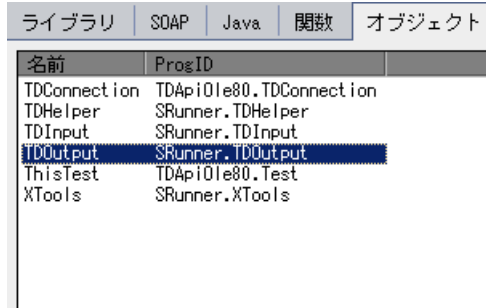 ライブラリ SOAP Java 関数 オブジェクト
名前 ProgID
TDConnection TDApiOle80.TDConnection
TDHelper SRunner.TDHelper
TDInput SRunner.TDInput
TDOutput SRunner.TDOutput
ThisTest TDApiOle80.Test
XTools SRunner.XTools